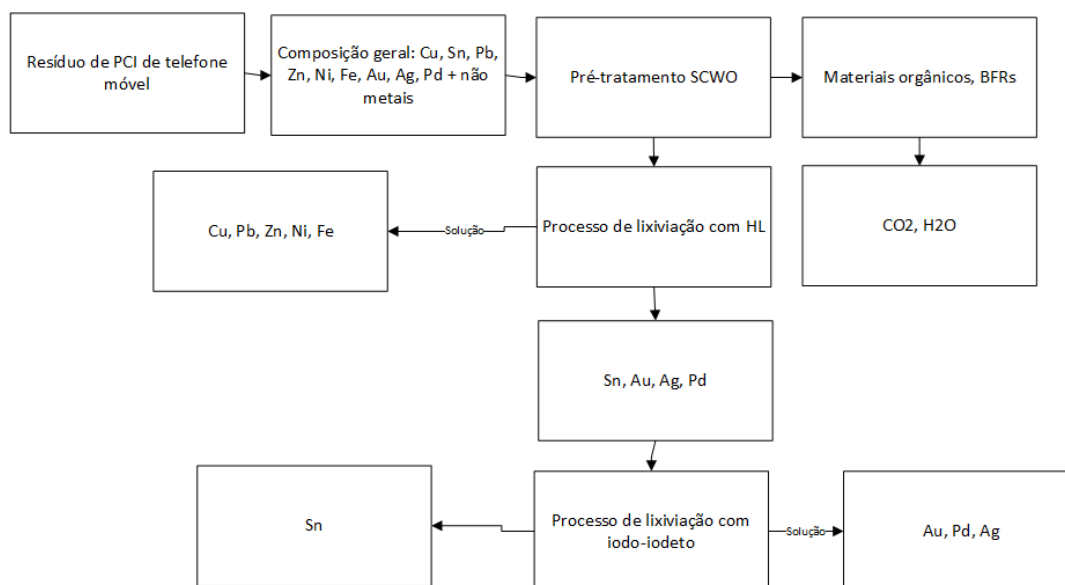 Resíduo de PCI de telefone
móvel
Composição geral: Cu, Sn, Pb,
Zn, Ni, Fe, Au, Ag, Pd + não
metais
Pré-tratamento SCWO
Materiais orgânicos, BFRs
Cu, Pb, Zn, Ni, Fe
Solução
Processo de lixiviação com HL
CO2, H2O
Sn, Au, Ag, Pd
Sn
Processo de lixiviação com
iodo-iodeto
Solução
Au, Pd, Ag